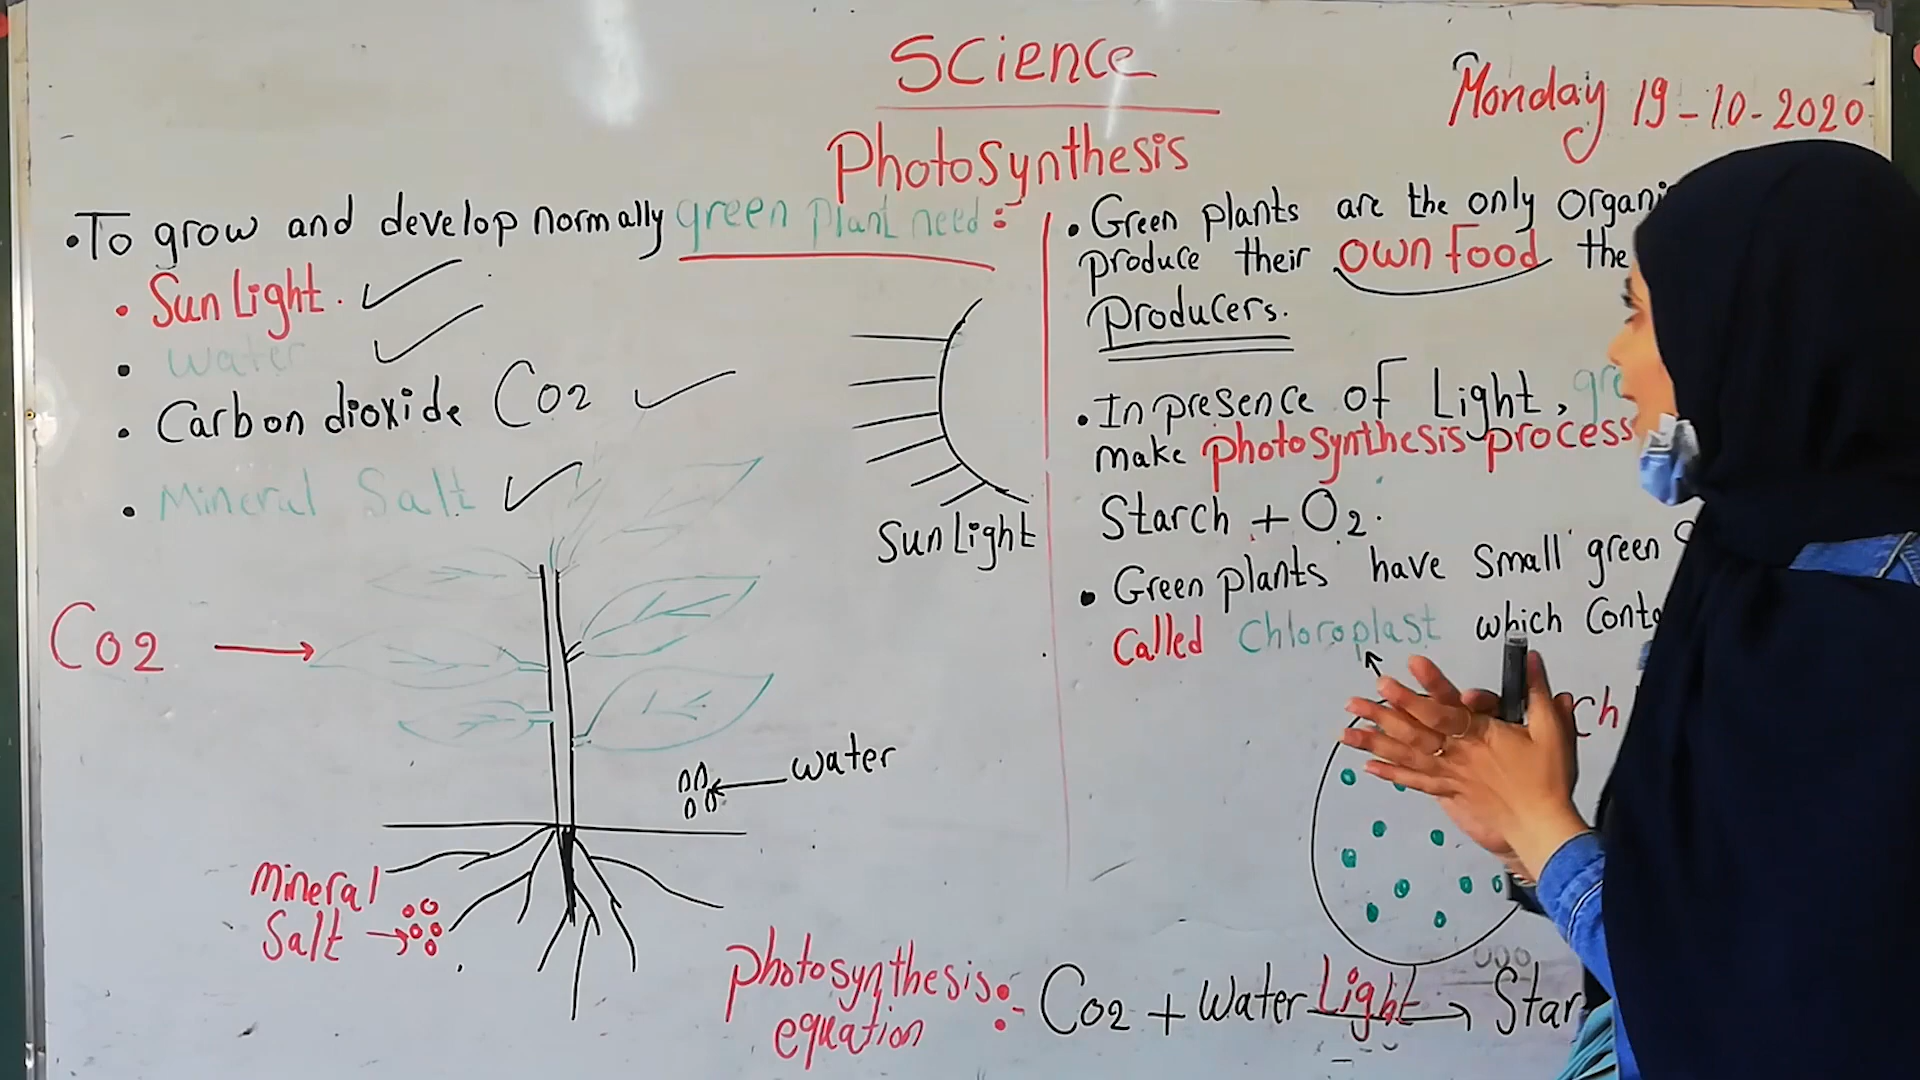 Science
Monday 19-10-2020
Photosynthesis
• To grow and develop normally green plant need:
• Sun Light. ✓
• Water ✓
• Carbon dioxide Co2 ✓
• Mineral Salt ✓
Sun Light
Co2
water
Mineral
Salt
• Green plants are the only
produce their own food the
Producers.
• In presence of Light,
make photosynthesis process
Starch + O2.
• Green plants have small green
called chloroplast which
photosynthesis
equation
:- Co2 + Water Light →